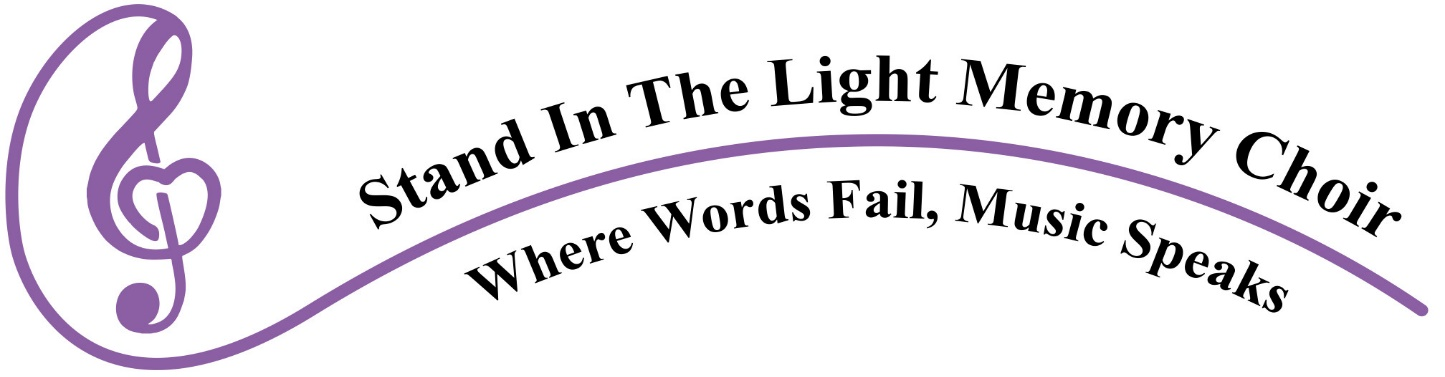 Stand In The Light Memory Choir
Where Words Fail, Music Speaks